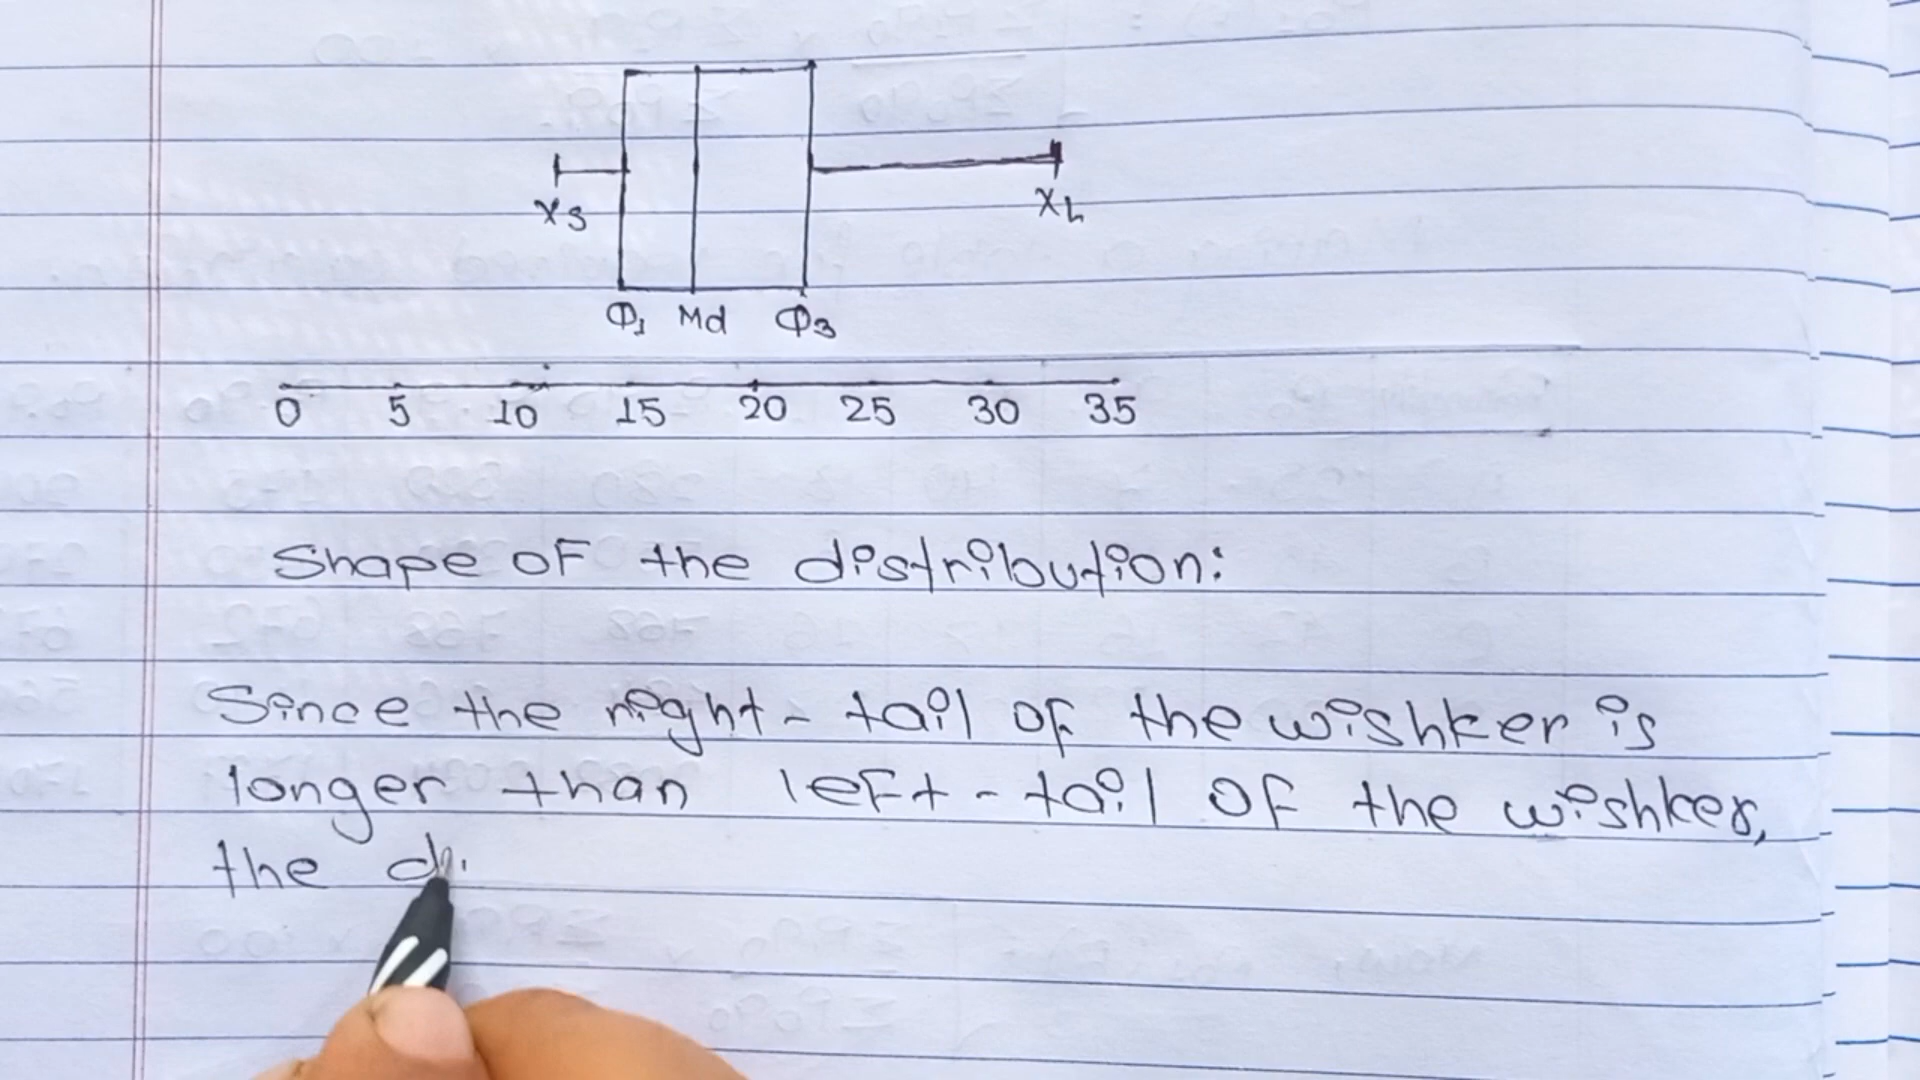 Xs
XL
Q1 Md Q3
0 5 10 15 20 25 30 35
Shape of the distribution:
Since the right-tail of the wishker is
longer than left-tail of the wishker,
the di